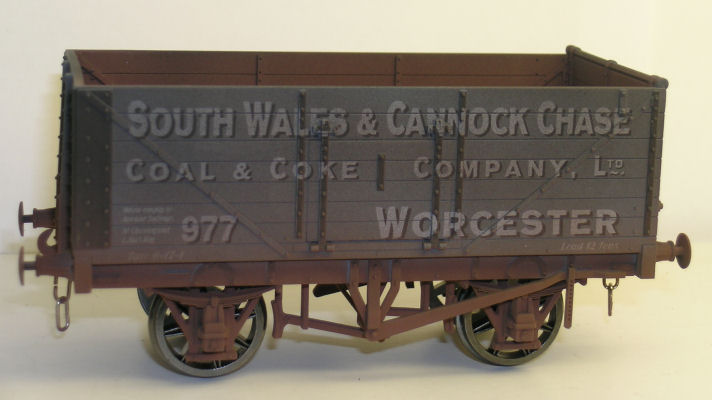 SOUTH WALES & CANNOCK CHASE
COAL & COKE COMPANY, LTD
977 WORCESTER
Load 12 Tons